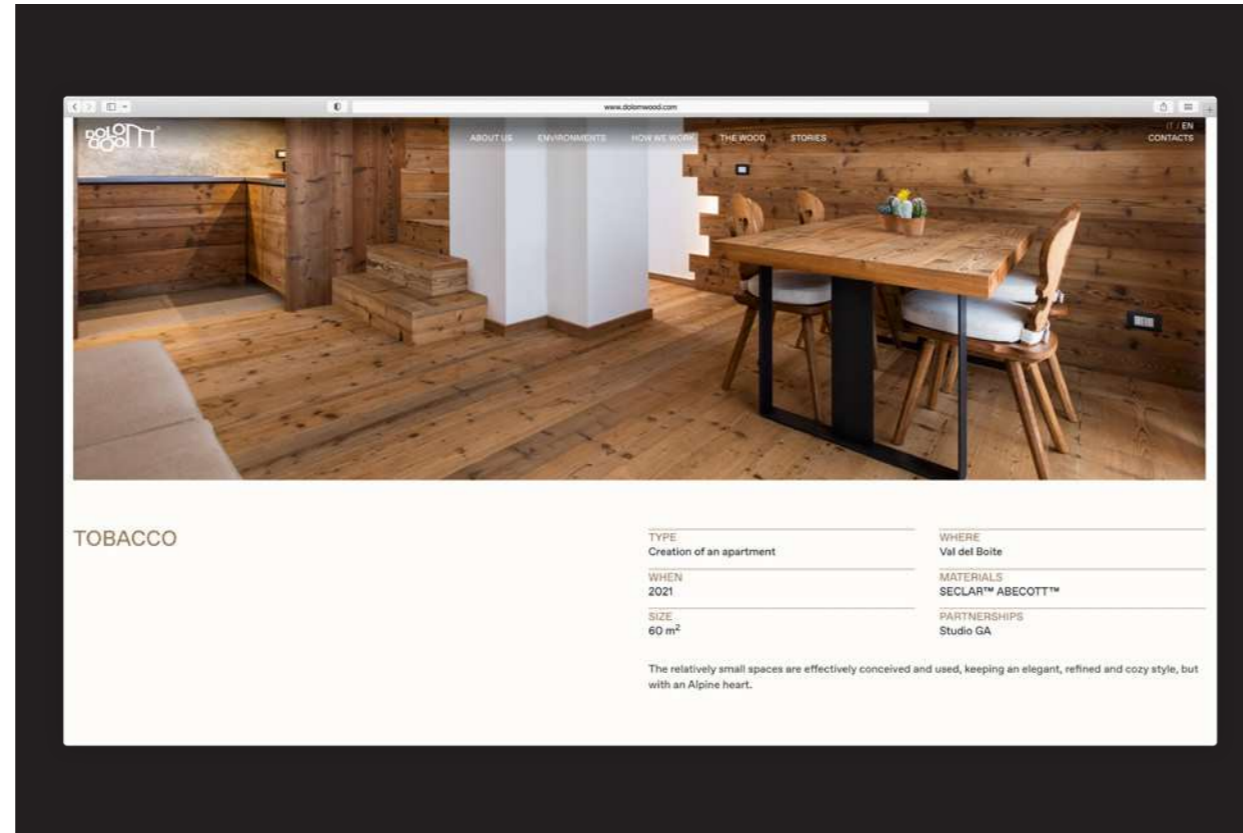 www.dolomwood.com
DOLOM
WOOD
ABOUT US ENVIRONMENTS HOW WE WORK THE WOOD STORIES
IT / EN
CONTACTS
TOBACCO
TYPE
Creation of an apartment
WHERE
Val del Boite
WHEN
2021
MATERIALS
SECLAR™ ABECOTT™
SIZE
60 m²
PARTNERSHIPS
Studio GA
The relatively small spaces are effectively conceived and used, keeping an elegant, refined and cozy style, but
with an Alpine heart.